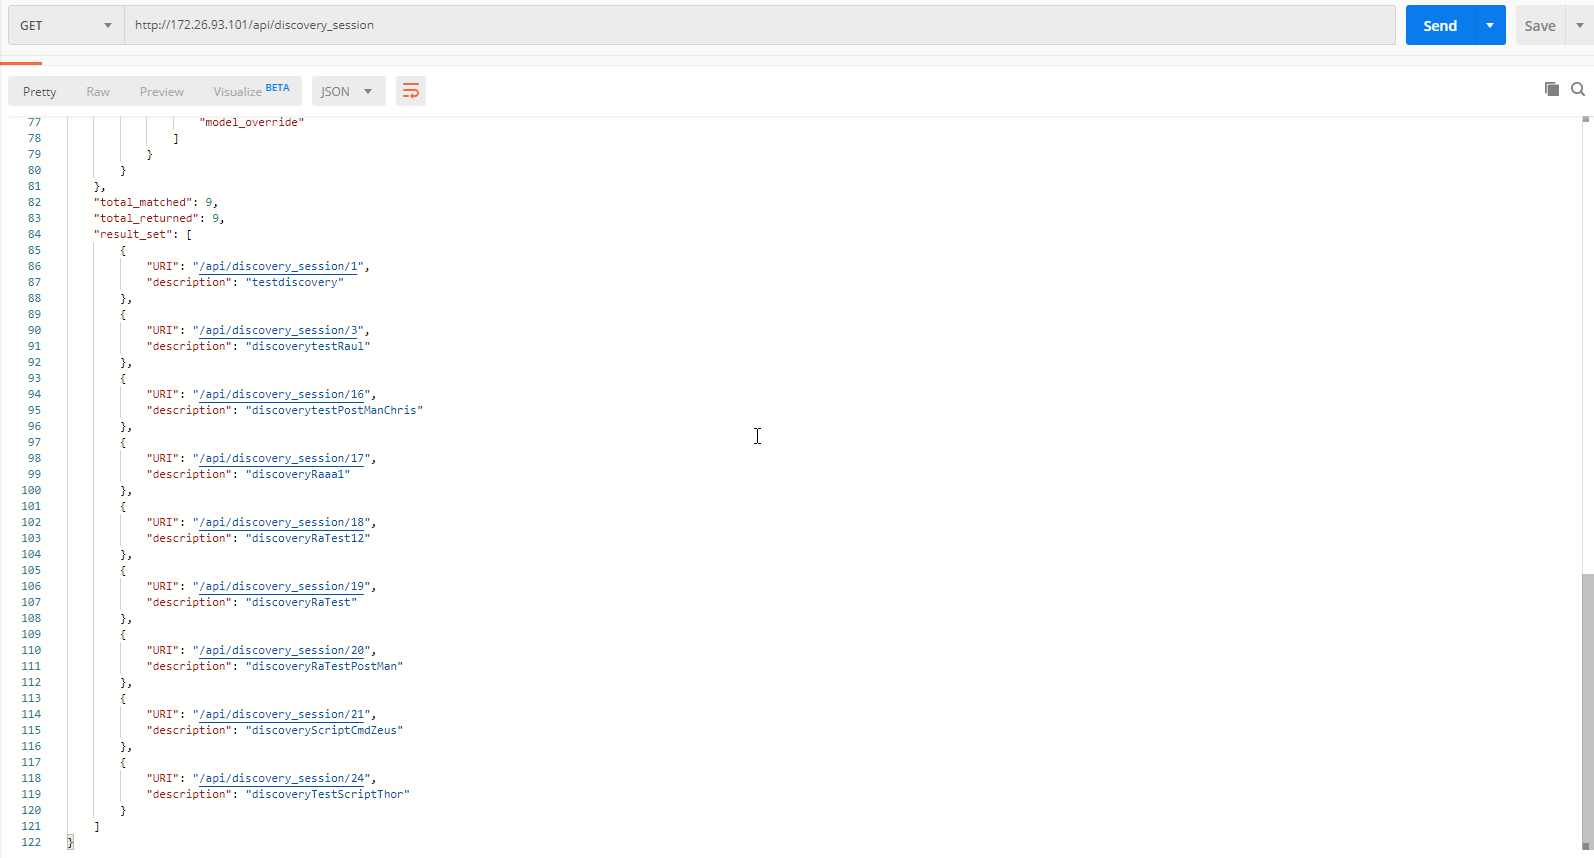 GET http://172.26.93.101/api/discovery_session Send Save
Pretty Raw Preview Visualize BETA JSON
77 "model_override"
78 ]
79 }
80 }
81 },
82 "total_matched": 9,
83 "total_returned": 9,
84 "result_set": [
85 {
86 "URI": "/api/discovery_session/1",
87 "description": "testdiscovery"
88 },
89 {
90 "URI": "/api/discovery_session/3",
91 "description": "discoverytestRaul"
92 },
93 {
94 "URI": "/api/discovery_session/16",
95 "description": "discoverytestPostManChris"
96 },
97 {
98 "URI": "/api/discovery_session/17",
99 "description": "discoveryRaaa1"
100 },
101 {
102 "URI": "/api/discovery_session/18",
103 "description": "discoveryRaTest12"
104 },
105 {
106 "URI": "/api/discovery_session/19",
107 "description": "discoveryRaTest"
108 },
109 {
110 "URI": "/api/discovery_session/20",
111 "description": "discoveryRaTestPostMan"
112 },
113 {
114 "URI": "/api/discovery_session/21",
115 "description": "discoveryScriptCmdZeus"
116 },
117 {
118 "URI": "/api/discovery_session/24",
119 "description": "discoveryTestScriptThor"
120 }
121 ]
122 }